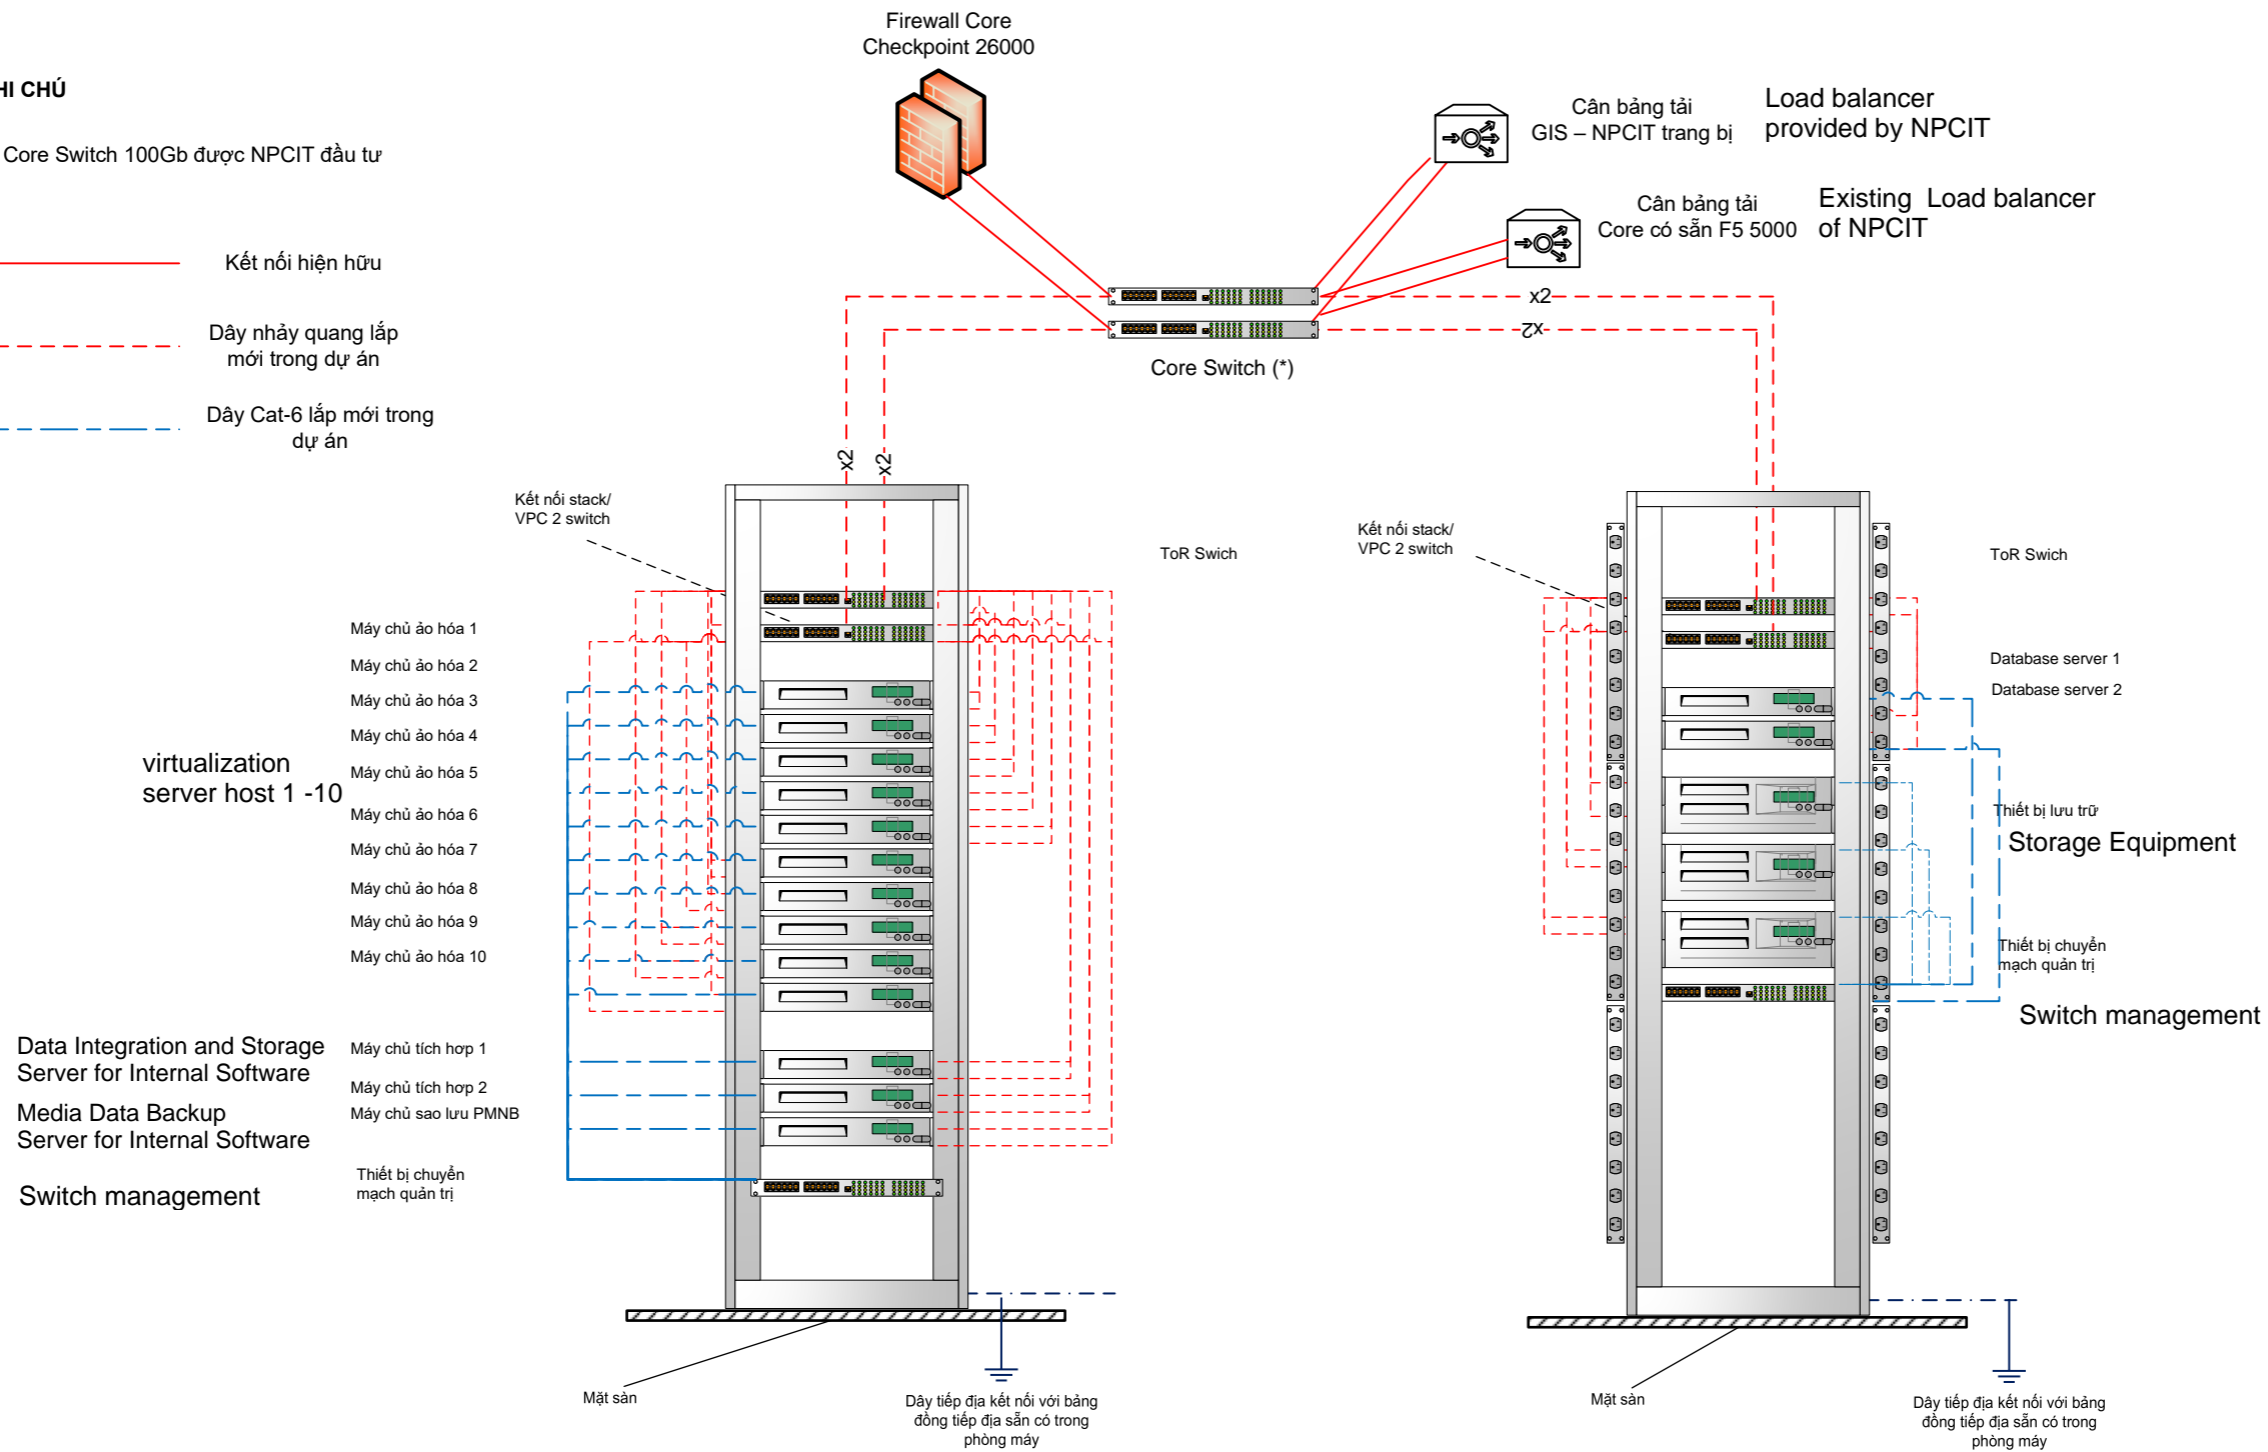 Firewall Core
Checkpoint 26000
HI CHÚ
Core Switch 100Gb được NPCIT đầu tư
Cân bảng tải
GIS – NPCIT trang bị
Load balancer
provided by NPCIT
Cân bảng tải
Core có sẵn F5 5000
Existing Load balancer
of NPCIT
Kết nối hiện hữu
Dây nhảy quang lắp
mới trong dự án
Dây Cat-6 lắp mới trong
dự án
x2
x2
Core Switch (*)
x2
x2
Kết nối stack/
VPC 2 switch
ToR Swich
Kết nối stack/
VPC 2 switch
ToR Swich
Máy chủ ảo hóa 1
Máy chủ ảo hóa 2
Máy chủ ảo hóa 3
Máy chủ ảo hóa 4
Máy chủ ảo hóa 5
Máy chủ ảo hóa 6
Máy chủ ảo hóa 7
Máy chủ ảo hóa 8
Máy chủ ảo hóa 9
Máy chủ ảo hóa 10
virtualization
server host 1 -10
Database server 1
Database server 2
Thiết bị lưu trữ
Storage Equipment
Thiết bị chuyển
mạch quản trị
Switch management
Data Integration and Storage
Server for Internal Software
Máy chủ tích hợp 1
Máy chủ tích hợp 2
Media Data Backup
Server for Internal Software
Máy chủ sao lưu PMNB
Switch management
Thiết bị chuyển
mạch quản trị
Mặt sàn
Dây tiếp địa kết nối với bảng
đồng tiếp địa sẵn có trong
phòng máy
Mặt sàn
Dây tiếp địa kết nối với bảng
đồng tiếp địa sẵn có trong
phòng máy